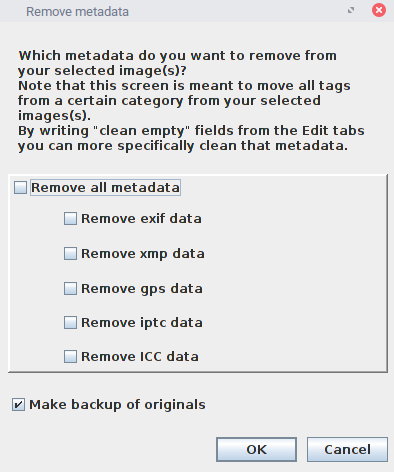 Remove metadata
Which metadata do you want to remove from
your selected image(s)?
Note that this screen is meant to move all tags
from a certain category from your selected
images(s).
By writing "clean empty" fields from the Edit tabs
you can more specifically clean that metadata.
Remove all metadata
Remove exif data
Remove xmp data
Remove gps data
Remove iptc data
Remove ICC data
Make backup of originals
OK
Cancel